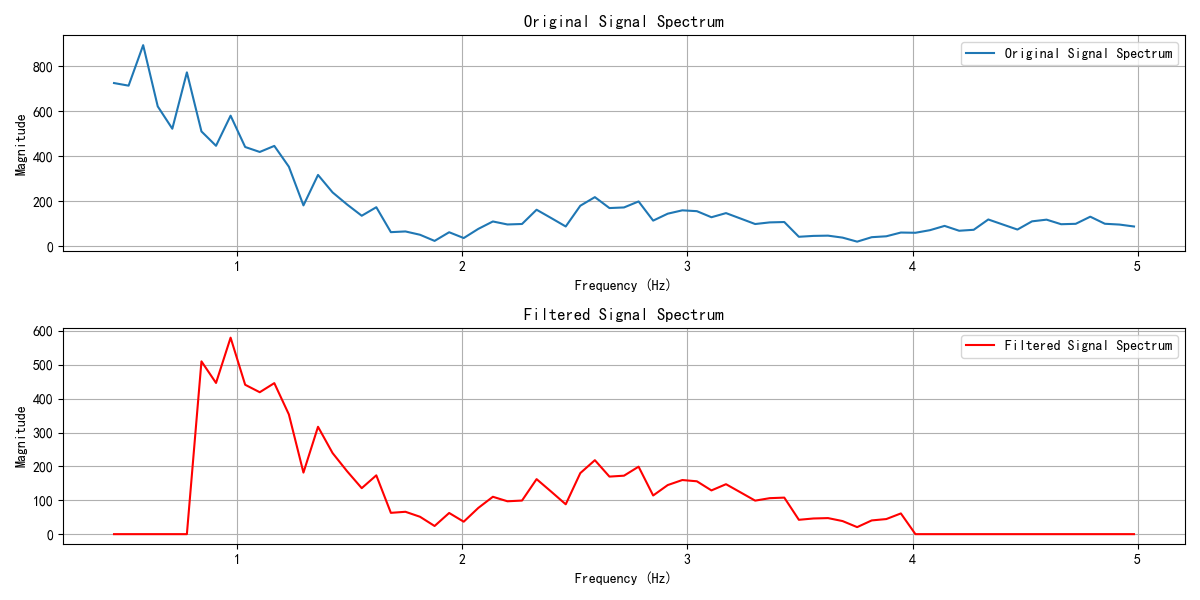 Original Signal Spectrum
Original Signal Spectrum
Magnitude
800
600
400
200
0
1 2 3 4 5
Frequency (Hz)
Filtered Signal Spectrum
Filtered Signal Spectrum
Magnitude
600
500
400
300
200
100
0
1 2 3 4 5
Frequency (Hz)